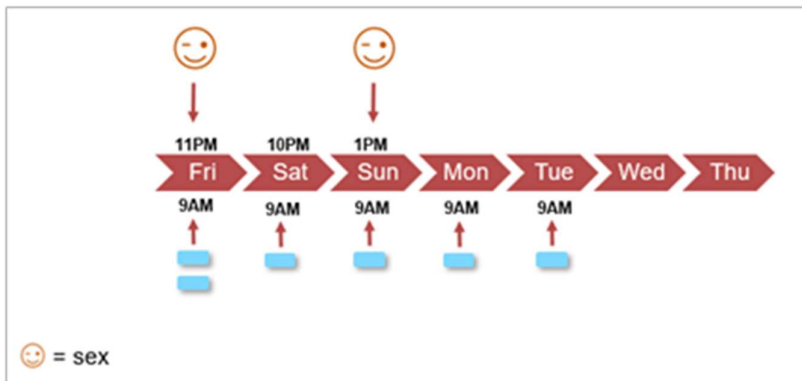 11PM 10PM 1PM
Fri Sat Sun Mon Tue Wed Thu
9AM 9AM 9AM 9AM 9AM
= sex